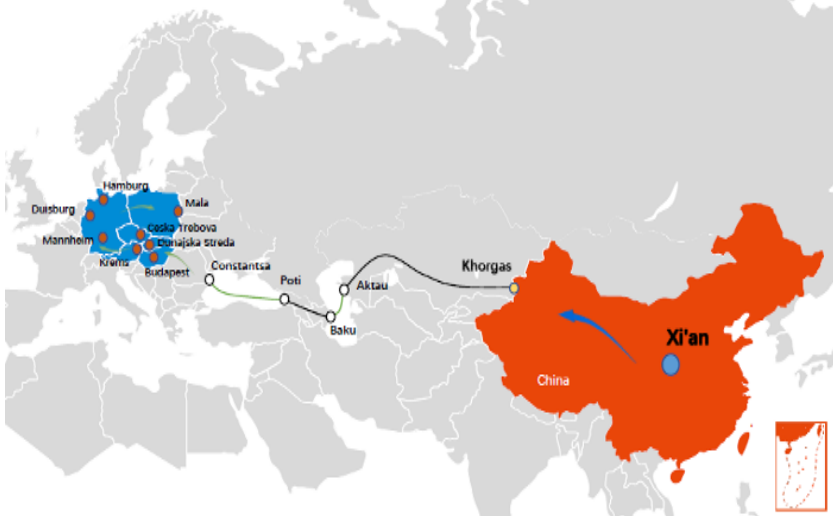 Hamburg
Duisburg
Mala
Ceska Trebova
Mannheim
Dunajska Streda
Krems
Budapest
Constantsa
Poti
Baku
Aktau
Khorgas
Xi'an
China